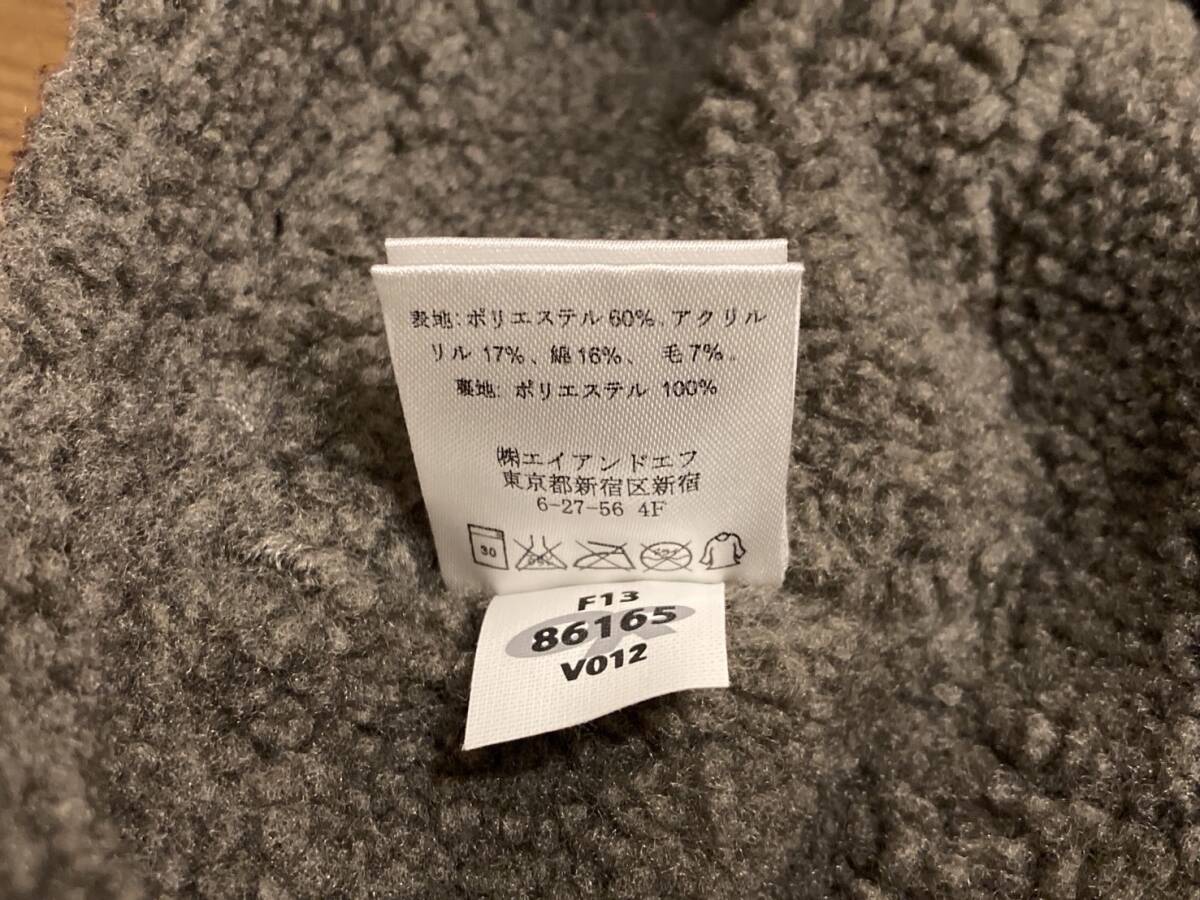 表地:ポリエステル 60%、アクリル
リル 17%、綿 16%、 毛 7%。
裏地: ポリエステル 100%
㈱エイアンドエフ
東京都新宿区新宿
6-27-56 4F
30
F13
86165
V012